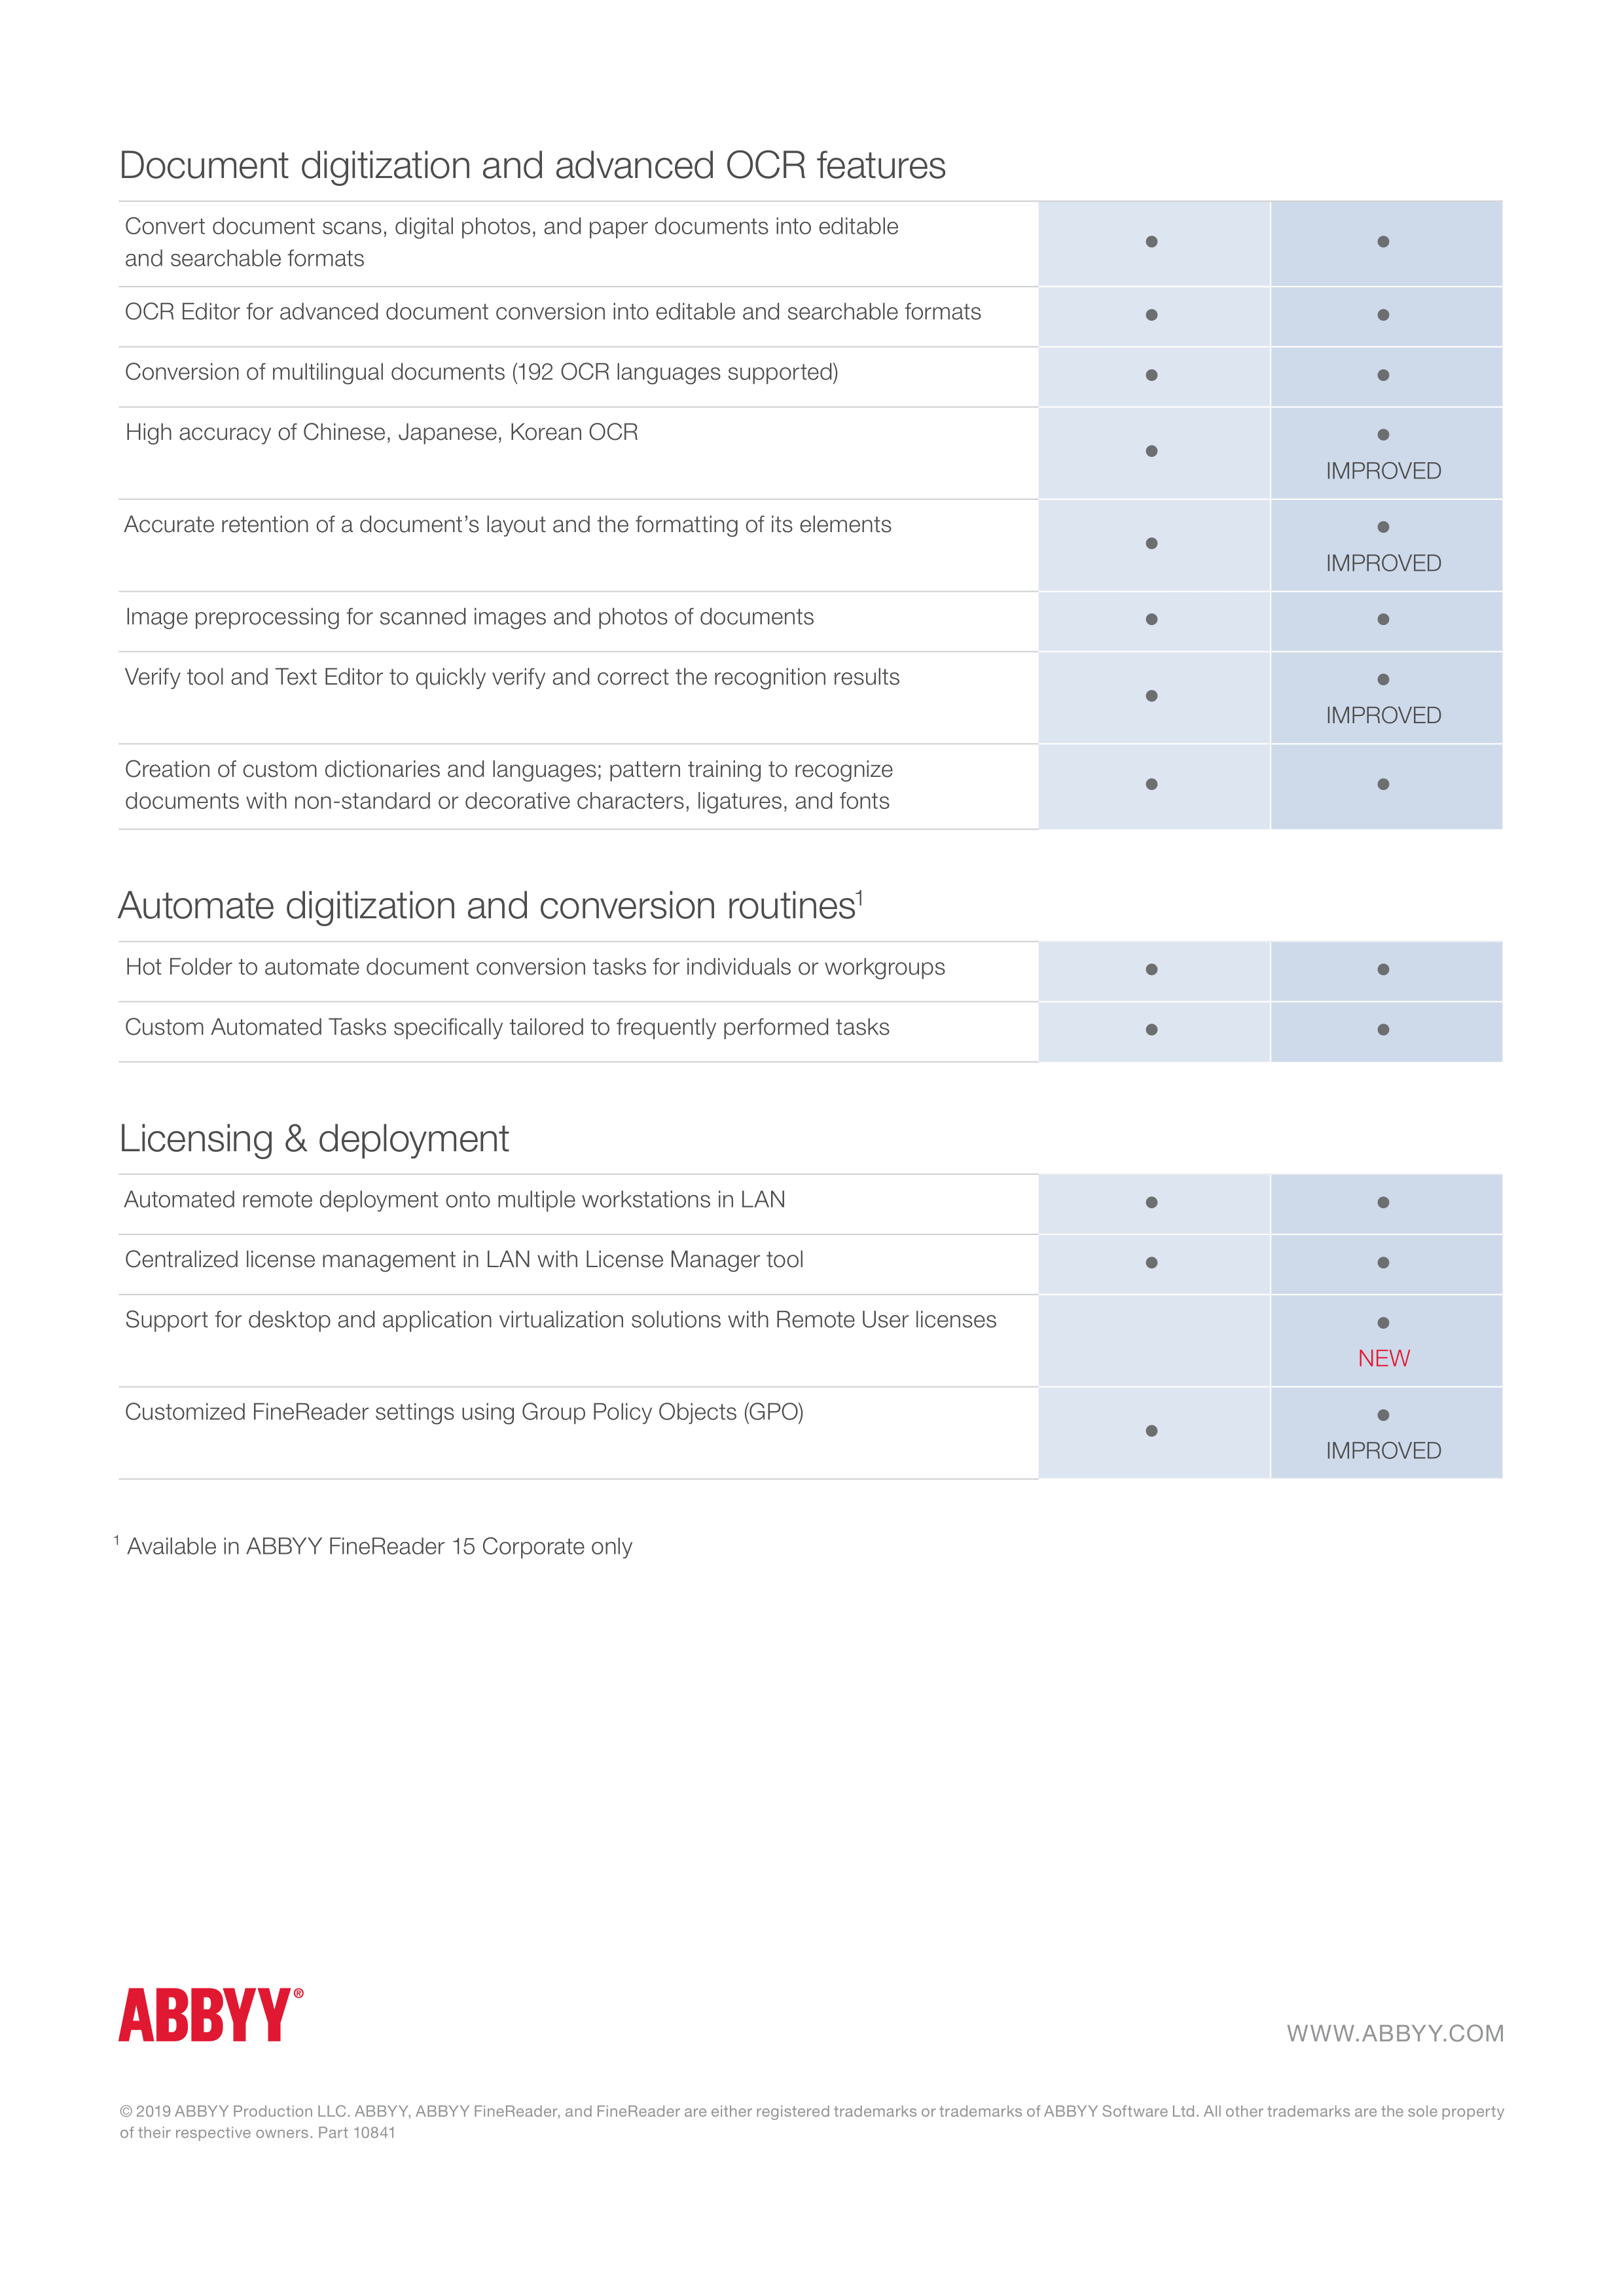 Document digitization and advanced OCR features
Convert document scans, digital photos, and paper documents into editable
and searchable formats
● ●
OCR Editor for advanced document conversion into editable and searchable formats
● ●
Conversion of multilingual documents (192 OCR languages supported)
● ●
High accuracy of Chinese, Japanese, Korean OCR
● ●
IMPROVED
Accurate retention of a document’s layout and the formatting of its elements
● ●
IMPROVED
Image preprocessing for scanned images and photos of documents
● ●
Verify tool and Text Editor to quickly verify and correct the recognition results
● ●
IMPROVED
Creation of custom dictionaries and languages; pattern training to recognize
documents with non-standard or decorative characters, ligatures, and fonts
● ●
Automate digitization and conversion routines¹
Hot Folder to automate document conversion tasks for individuals or workgroups
● ●
Custom Automated Tasks specifically tailored to frequently performed tasks
● ●
Licensing & deployment
Automated remote deployment onto multiple workstations in LAN
● ●
Centralized license management in LAN with License Manager tool
● ●
Support for desktop and application virtualization solutions with Remote User licenses
●
NEW
Customized FineReader settings using Group Policy Objects (GPO)
● ●
IMPROVED
¹ Available in ABBYY FineReader 15 Corporate only
ABBYY®
WWW.ABBYY.COM
© 2019 ABBYY Production LLC. ABBYY, ABBYY FineReader, and FineReader are either registered trademarks or trademarks of ABBYY Software Ltd. All other trademarks are the sole property
of their respective owners. Part 10841